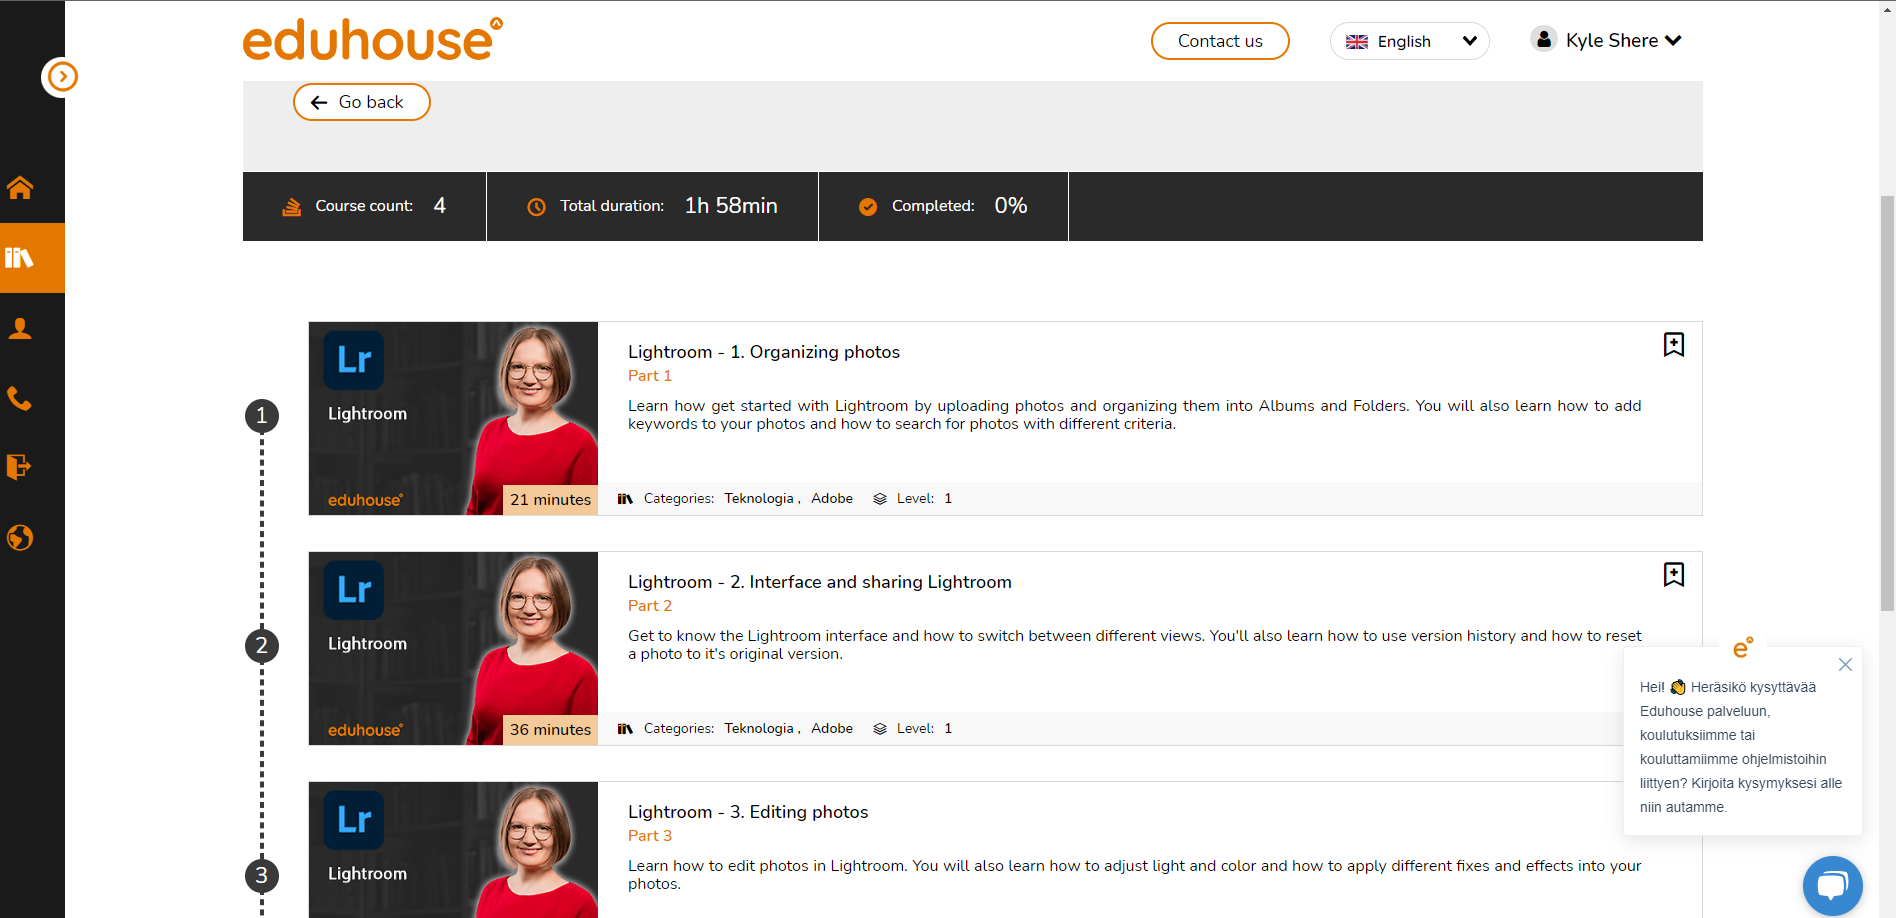 eduhouse
Contact us
English
Kyle Shere
Go back
Course count: 4
Total duration: 1h 58min
Completed: 0%
1
Lr
Lightroom
eduhouse
21 minutes
Lightroom - 1. Organizing photos
Part 1
Learn how get started with Lightroom by uploading photos and organizing them into Albums and Folders. You will also learn how to add
keywords to your photos and how to search for photos with different criteria.
Categories: Teknologia , Adobe Level: 1
2
Lr
Lightroom
eduhouse
36 minutes
Lightroom - 2. Interface and sharing Lightroom
Part 2
Get to know the Lightroom interface and how to switch between different views. You'll also learn how to use version history and how to reset
a photo to it's original version.
Categories: Teknologia , Adobe Level: 1
3
Lr
Lightroom
Lightroom - 3. Editing photos
Part 3
Learn how to edit photos in Lightroom. You will also learn how to adjust light and color and how to apply different fixes and effects into your
photos.
e
Hei! 👏 Heräsikö kysyttävää
Eduhouse palveluun,
koulutuksiimme tai
kouluttamiimme ohjelmistoihin
liittyen? Kirjoita kysymyksesi alle
niin autamme.